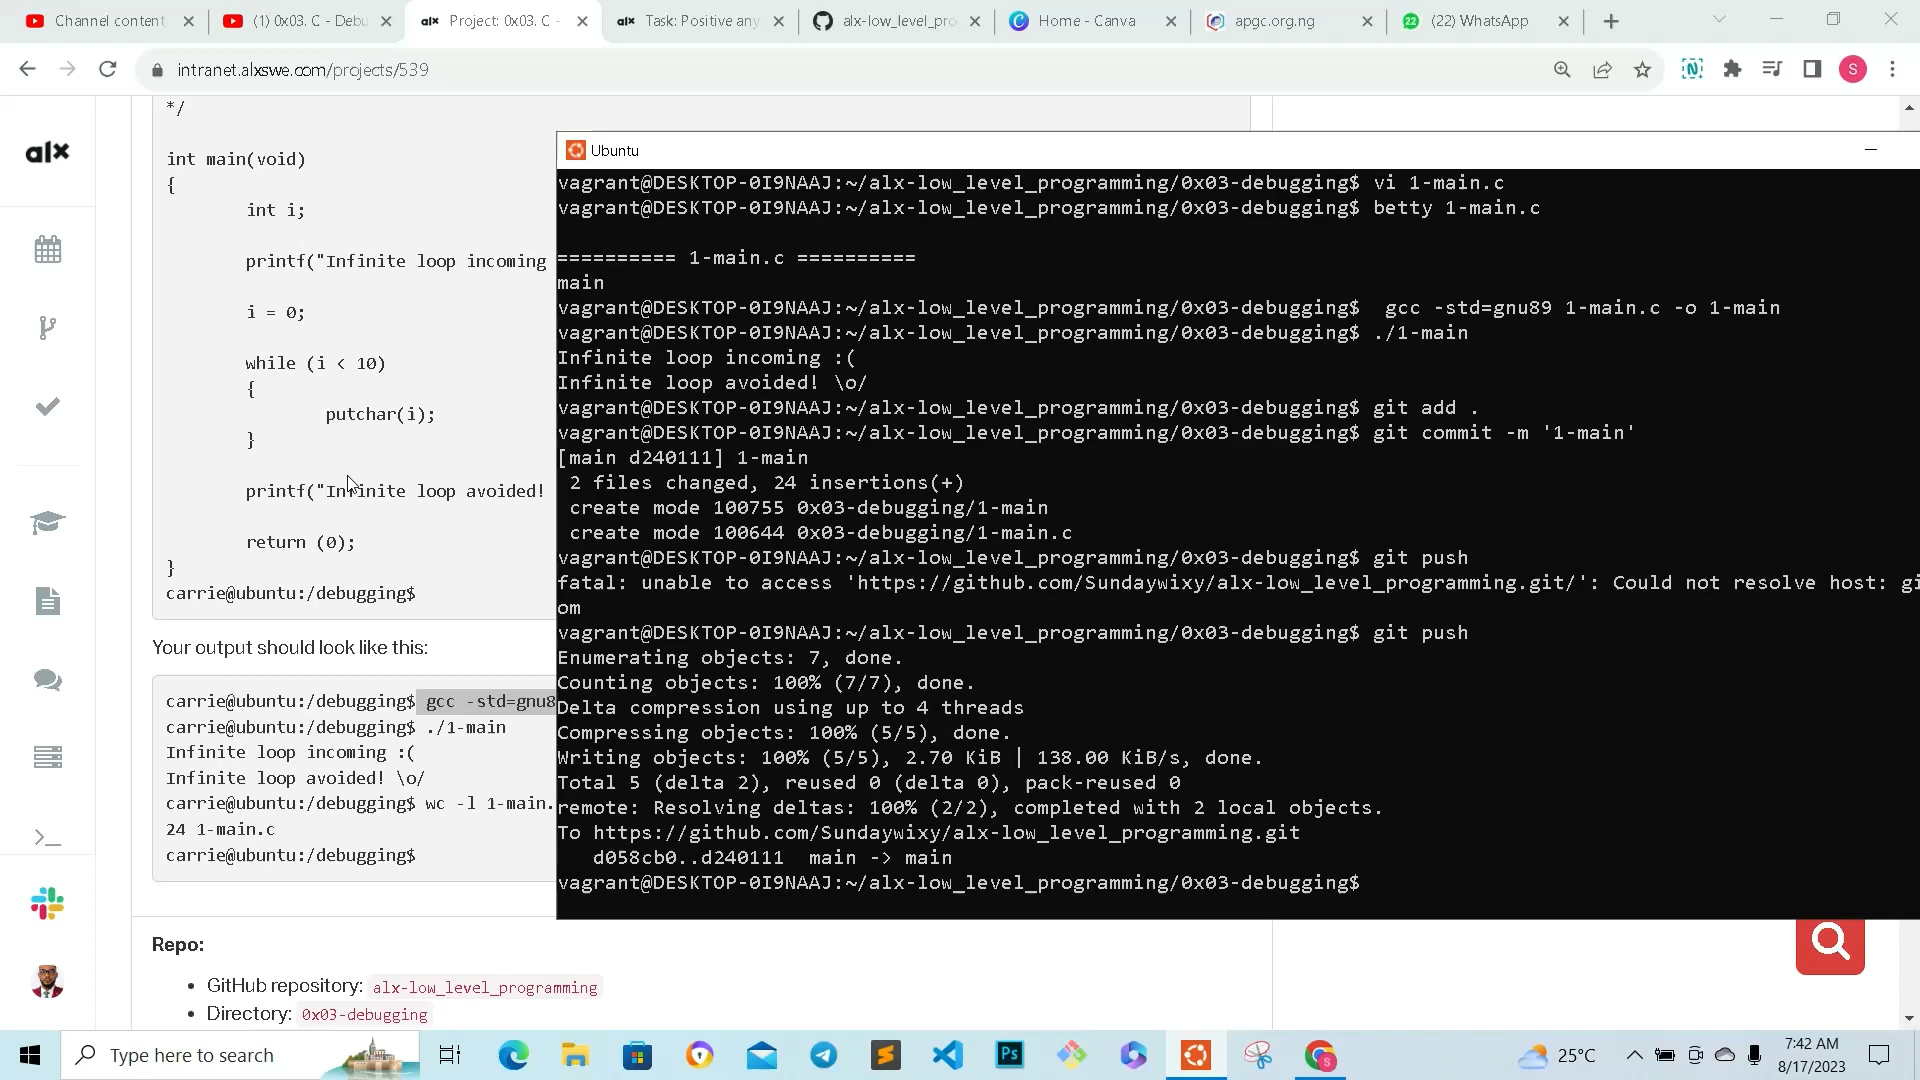 Channel content
(1) 0x03. C - Debu
alx Project: 0x03. C -
alx Task: Positive any
alx-low_level_pro
Home - Canva
apgc.org.ng
22 (22) WhatsApp
intranet.alxswe.com/projects/539
S
alx
*/
int main(void)
{
int i;
printf("Infinite loop incoming
i = 0;
while (i < 10)
{
putchar(i);
}
printf("Infinite loop avoided!
return (0);
}
carrie@ubuntu:/debugging$
Your output should look like this:
carrie@ubuntu:/debugging$ gcc -std=gnu8
carrie@ubuntu:/debugging$ ./1-main
Infinite loop incoming :(
Infinite loop avoided! \o/
carrie@ubuntu:/debugging$ wc -l 1-main.
24 1-main.c
carrie@ubuntu:/debugging$
Repo:
GitHub repository: alx-low_level_programming
Directory: 0x03-debugging
Ubuntu
vagrant@DESKTOP-0I9NAAJ:~/alx-low_level_programming/0x03-debugging$ vi 1-main.c
vagrant@DESKTOP-0I9NAAJ:~/alx-low_level_programming/0x03-debugging$ betty 1-main.c
========== 1-main.c ==========
main
vagrant@DESKTOP-0I9NAAJ:~/alx-low_level_programming/0x03-debugging$  gcc -std=gnu89 1-main.c -o 1-main
vagrant@DESKTOP-0I9NAAJ:~/alx-low_level_programming/0x03-debugging$ ./1-main
Infinite loop incoming :(
Infinite loop avoided! \o/
vagrant@DESKTOP-0I9NAAJ:~/alx-low_level_programming/0x03-debugging$ git add .
vagrant@DESKTOP-0I9NAAJ:~/alx-low_level_programming/0x03-debugging$ git commit -m '1-main'
[main d240111] 1-main
2 files changed, 24 insertions(+)
create mode 100755 0x03-debugging/1-main
create mode 100644 0x03-debugging/1-main.c
vagrant@DESKTOP-0I9NAAJ:~/alx-low_level_programming/0x03-debugging$ git push
fatal: unable to access 'https://github.com/Sundaywixy/alx-low_level_programming.git/': Could not resolve host: gi
om
vagrant@DESKTOP-0I9NAAJ:~/alx-low_level_programming/0x03-debugging$ git push
Enumerating objects: 7, done.
Counting objects: 100% (7/7), done.
Delta compression using up to 4 threads
Compressing objects: 100% (5/5), done.
Writing objects: 100% (5/5), 2.70 KiB | 138.00 KiB/s, done.
Total 5 (delta 2), reused 0 (delta 0), pack-reused 0
remote: Resolving deltas: 100% (2/2), completed with 2 local objects.
To https://github.com/Sundaywixy/alx-low_level_programming.git
d058cb0..d240111  main -> main
vagrant@DESKTOP-0I9NAAJ:~/alx-low_level_programming/0x03-debugging$
Type here to search
Ps
S
25°C
7:42 AM
8/17/2023